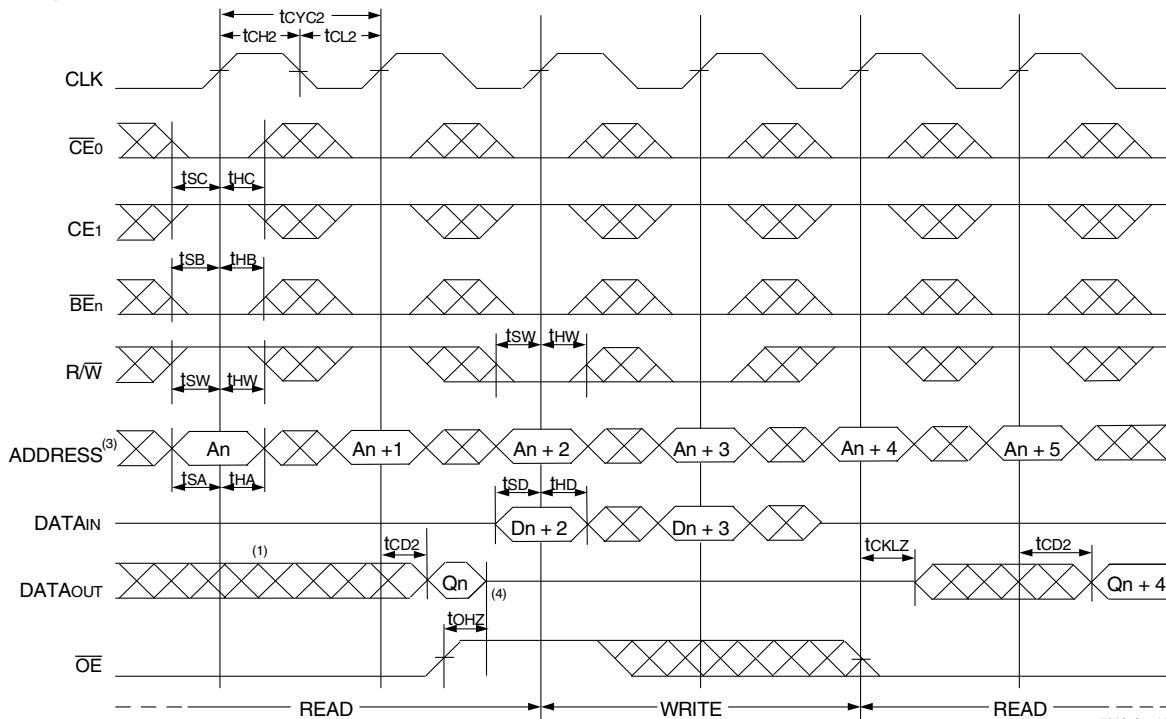 tCYC2
tCH2 tCL2
CLK
CE0
tSC tHC
CE1
tSB tHB
BEn
tSW tHW
R/W
tSW tHW
ADDRESS(3) An An +1 An + 2 An + 3 An + 4 An + 5
tSA tHA tSD tHD
DATAIN Dn + 2 Dn + 3
(1) tCD2 tCKLZ tCD2
DATAOUT Qn (4) Qn + 4
tOHZ
OE
READ WRITE READ